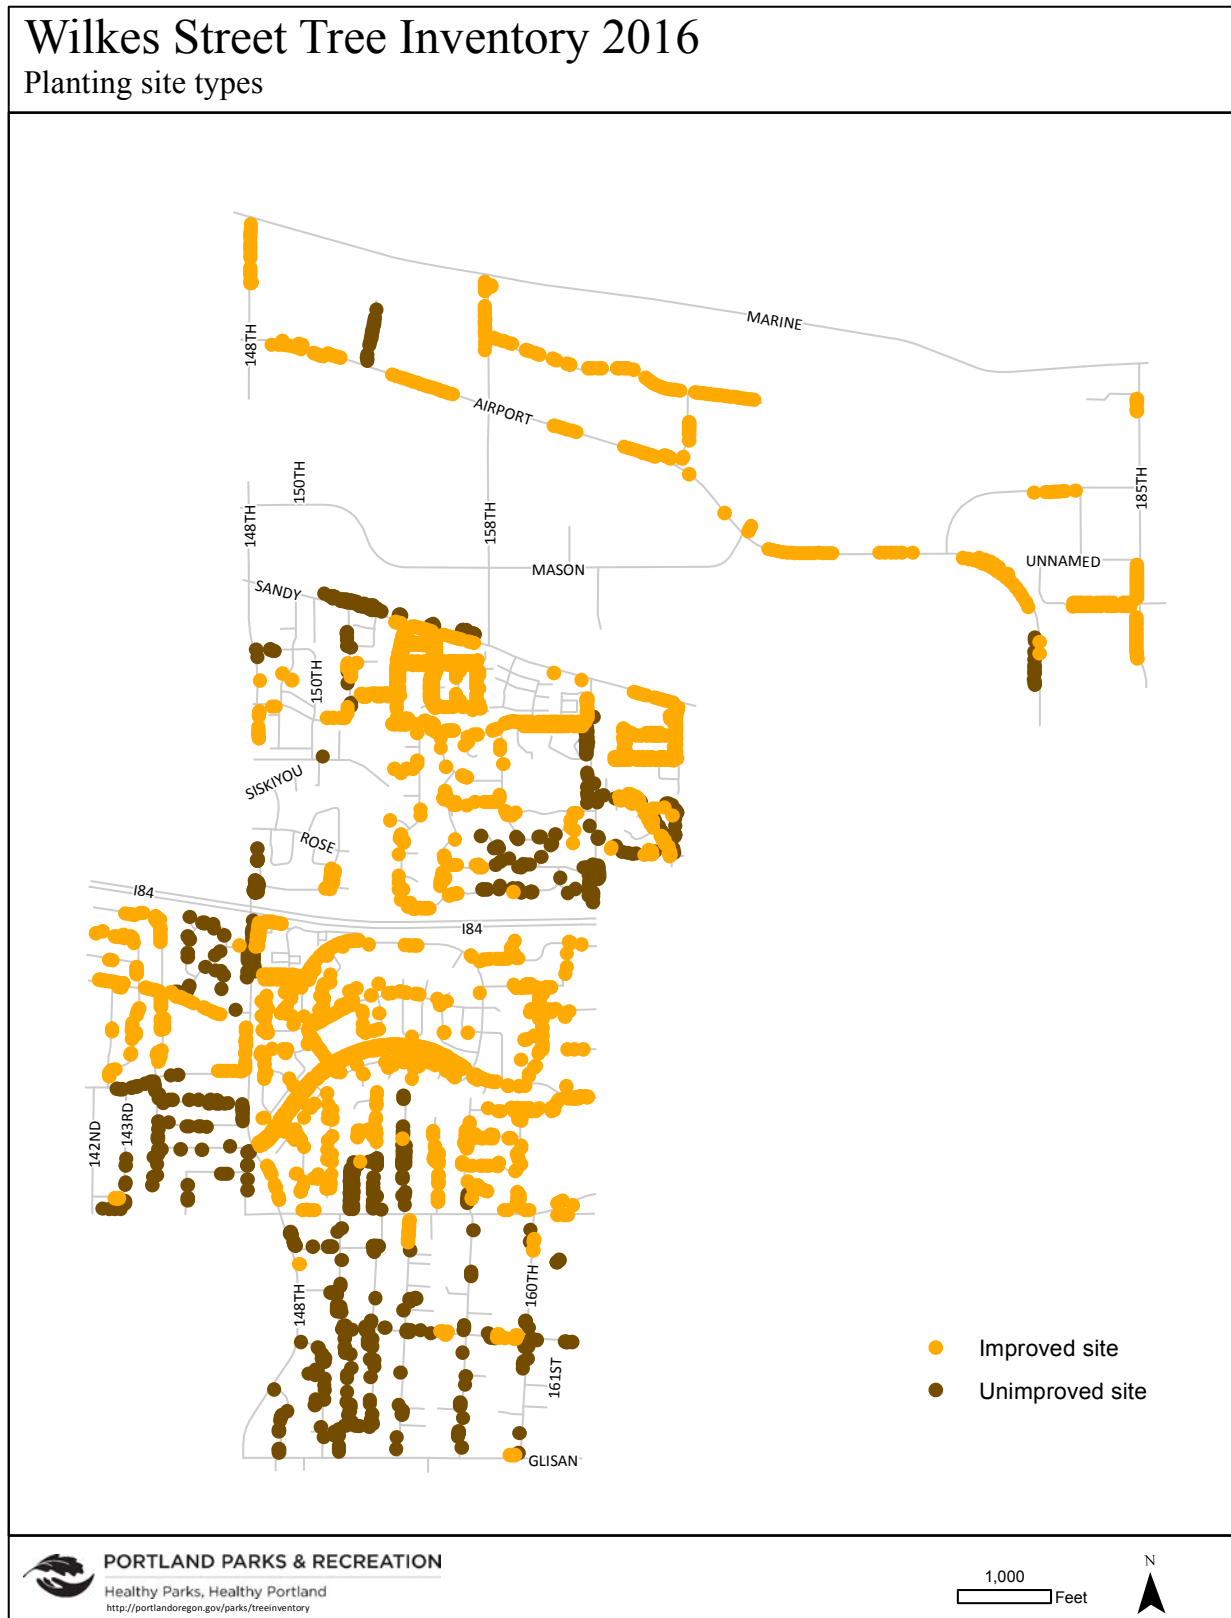 Wilkes Street Tree Inventory 2016
Planting site types
MARINE
148TH
AIRPORT
150TH
185TH
148TH
158TH
UNNAMED
MASON
SANDY
150TH
SISKIYOU
ROSE
I84
I84
142ND
143RD
148TH
160TH
161ST
GLISAN
Improved site
Unimproved site
PORTLAND PARKS & RECREATION
Healthy Parks, Healthy Portland
http://portlandoregon.gov/parks/treeinventory
1,000
Feet
N